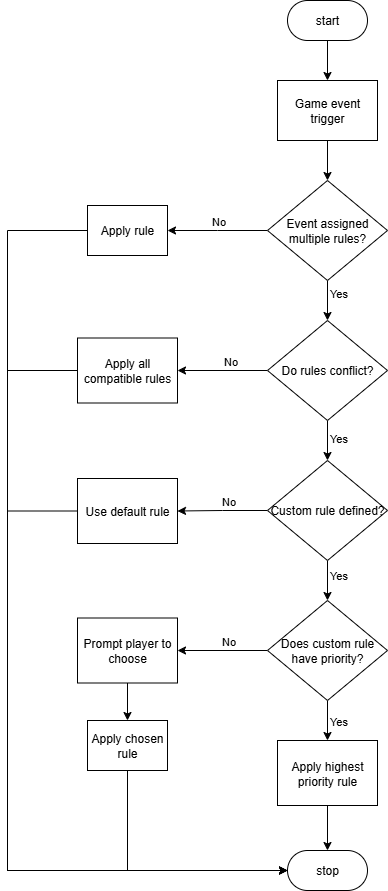 start
Game event
trigger
Event assigned
multiple rules?
No
Apply rule
Yes
Do rules conflict?
No
Apply all
compatible rules
Yes
Custom rule defined?
No
Use default rule
Yes
Does custom rule
have priority?
No
Prompt player to
choose
Apply chosen
rule
Yes
Apply highest
priority rule
stop